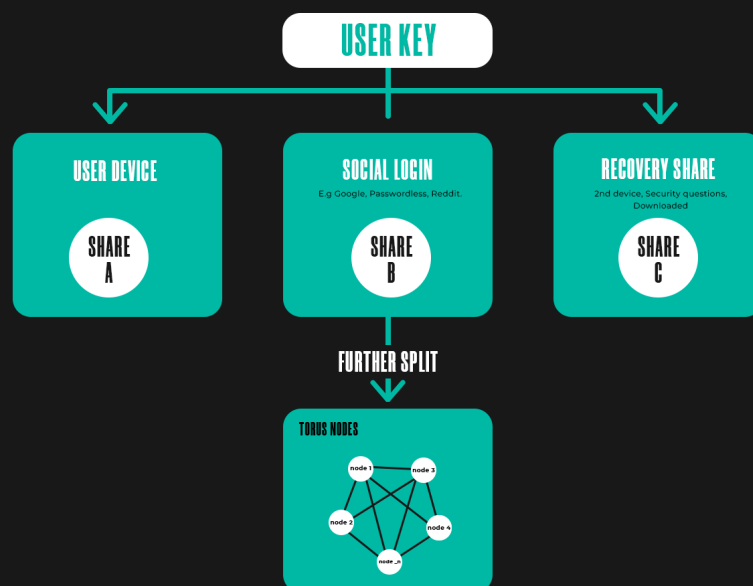 USER KEY
USER DEVICE
SHARE
A
SOCIAL LOGIN
E.g Google, Passwordless, Reddit.
SHARE
B
RECOVERY SHARE
2nd device, Security questions,
Downloaded
SHARE
C
FURTHER SPLIT
TORUS NODES
node 1
node 3
node 2
node 4
node _n